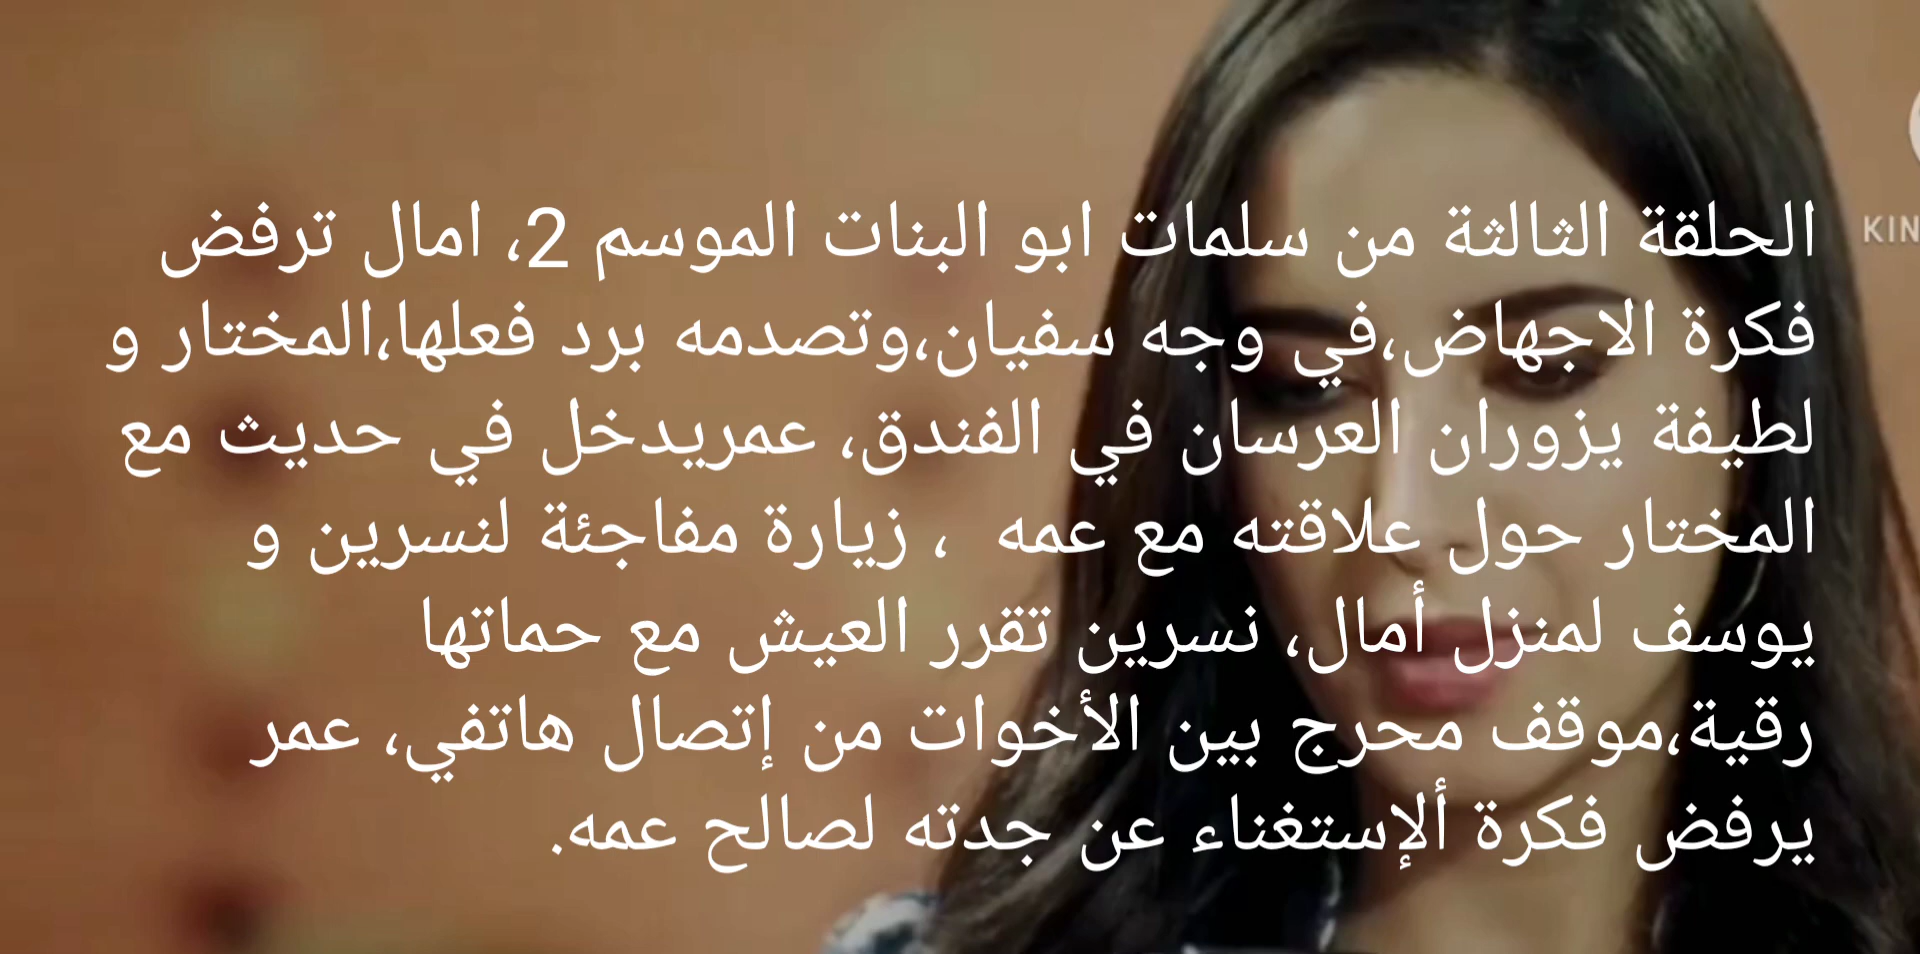 الحلقة الثالثة من سلمات ابو البنات الموسم 2، امال ترفض
فكرة الاجهاض،في وجه سفيان،وتصدمه برد فعلها،المختار و
لطيفة يزوران العرسان في الفندق، عمريدخل في حديث مع
المختار حول علاقته مع عمه ، زيارة مفاجئة لنسرين و
يوسف لمنزل أمال، نسرين تقرر العيش مع حماتها
رقية،موقف محرج بين الأخوات من إتصال هاتفي، عمر
يرفض فكرة ألإستغناء عن جدته لصالح عمه.
KIN